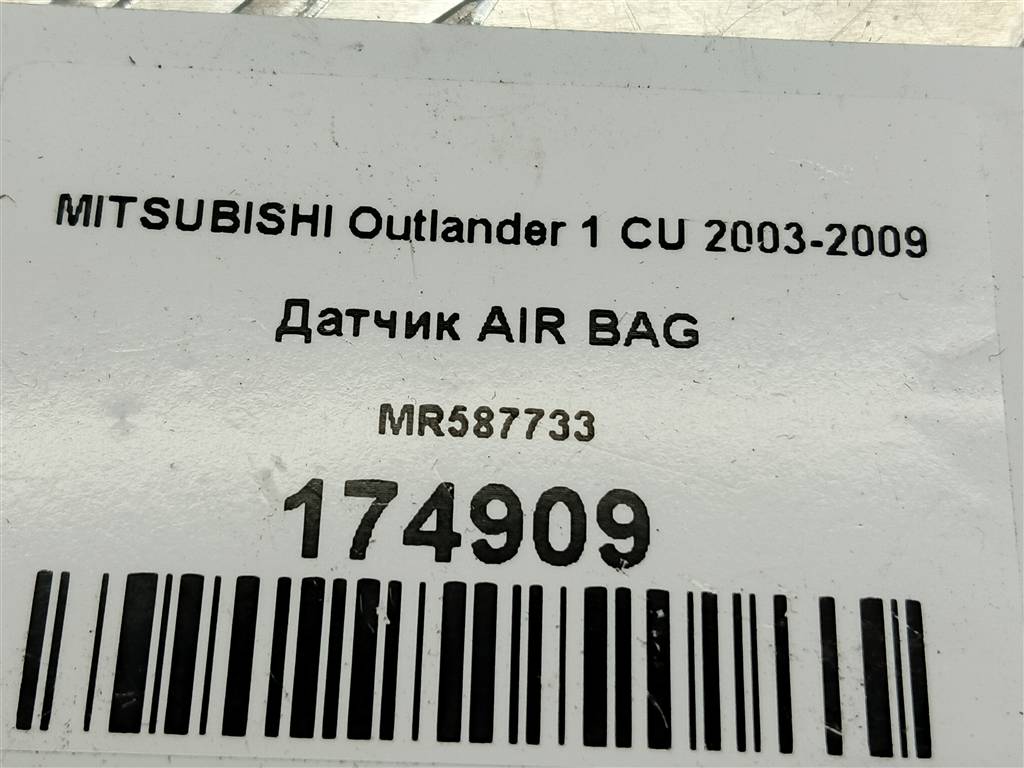 MITSUBISHI Outlander 1 CU 2003-2009
Датчик AIR BAG
MR587733
174909